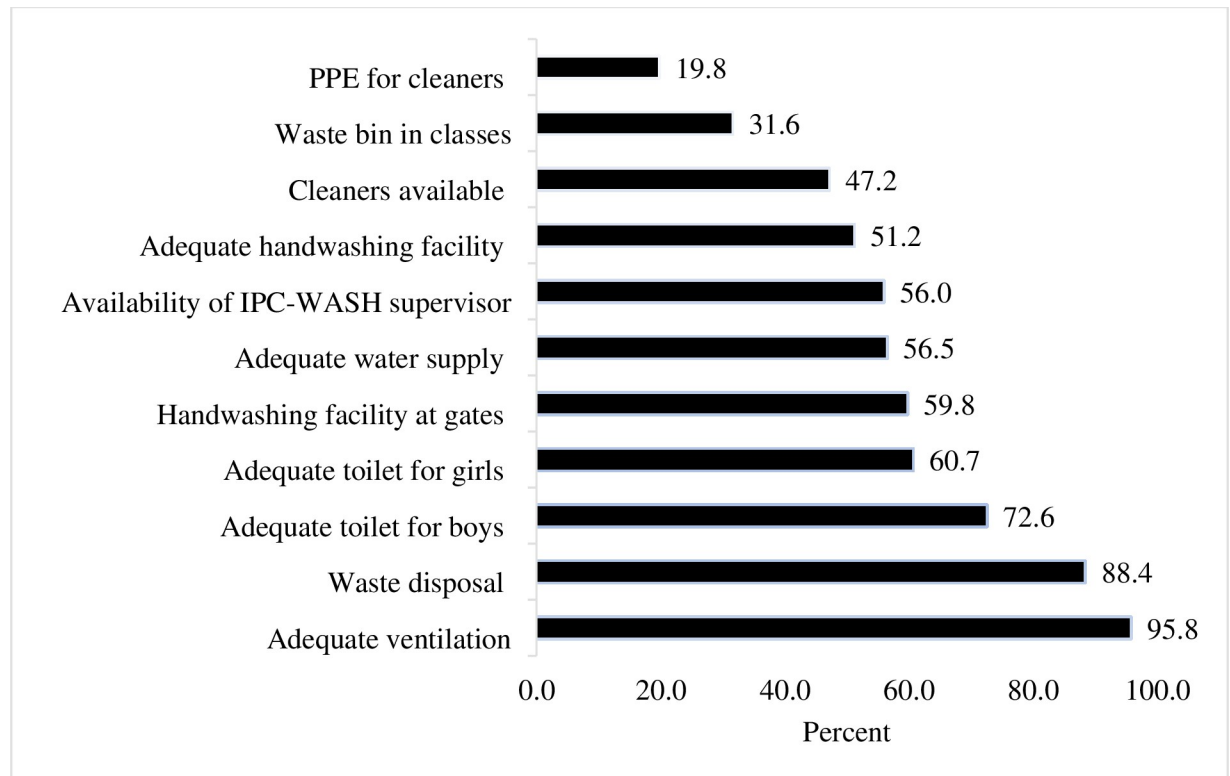 PPE for cleaners 19.8
Waste bin in classes 31.6
Cleaners available 47.2
Adequate handwashing facility 51.2
Availability of IPC-WASH supervisor 56.0
Adequate water supply 56.5
Handwashing facility at gates 59.8
Adequate toilet for girls 60.7
Adequate toilet for boys 72.6
Waste disposal 88.4
Adequate ventilation 95.8
0.0 20.0 40.0 60.0 80.0 100.0
Percent